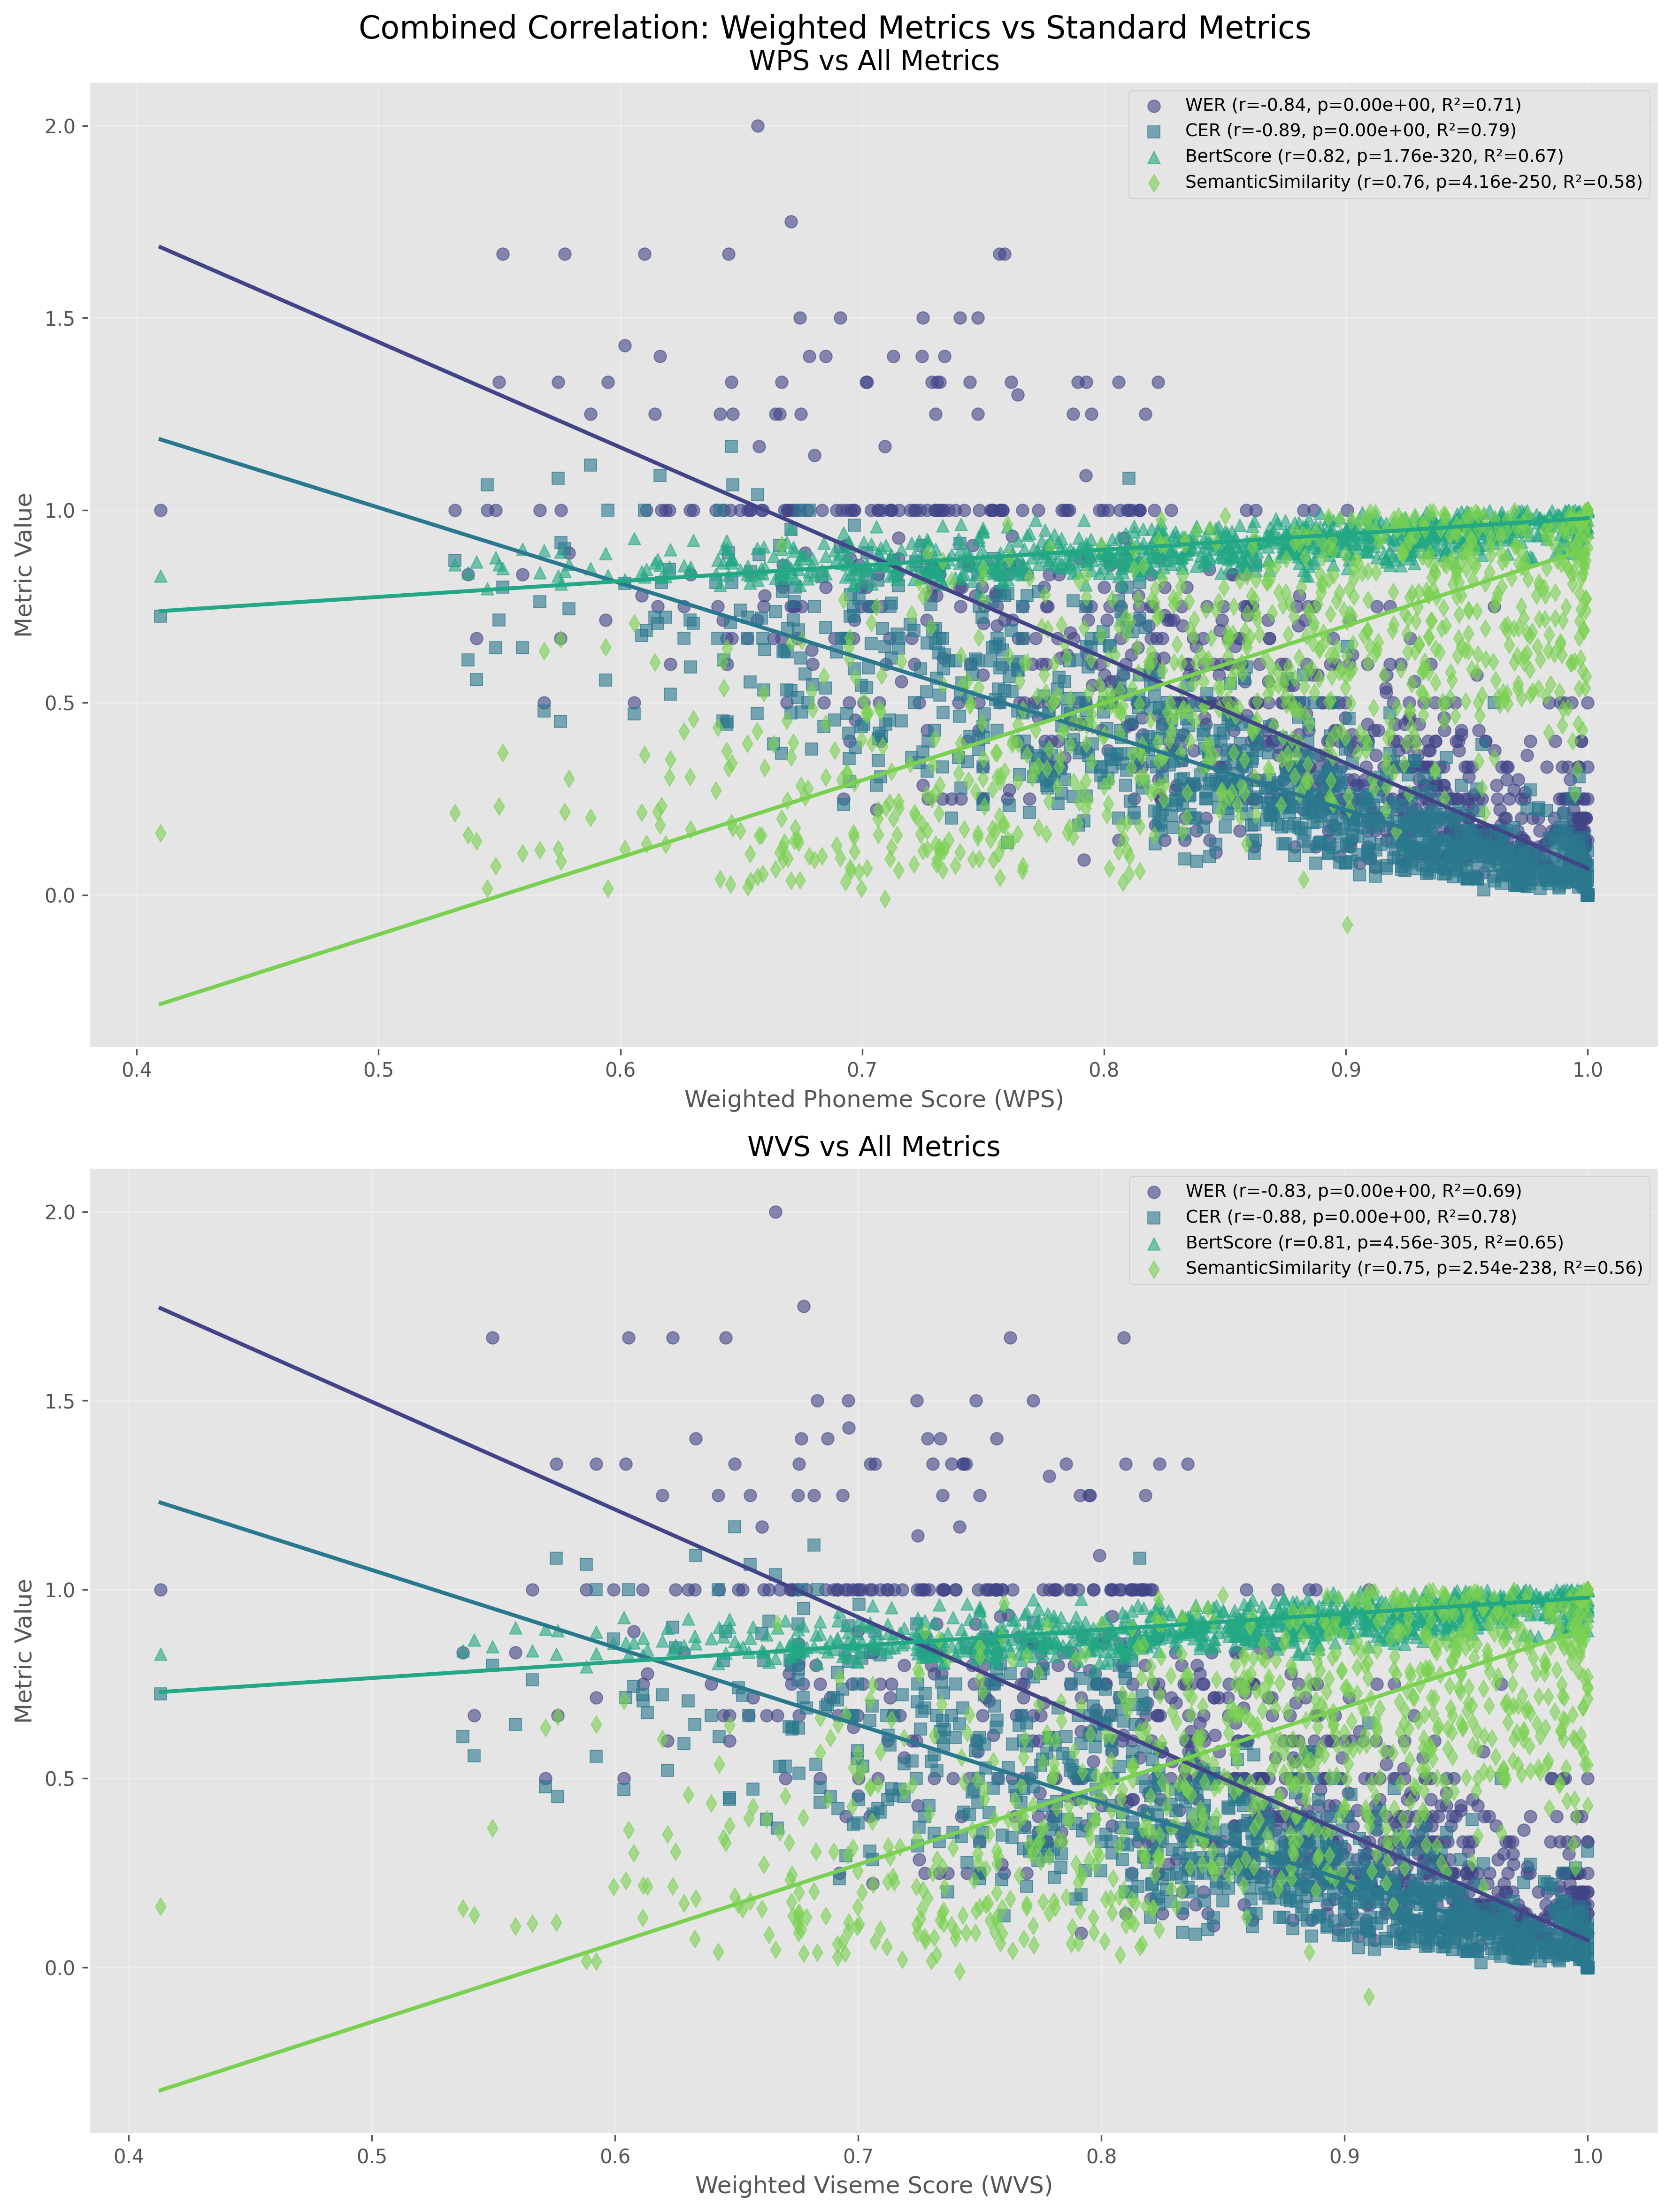 Combined Correlation: Weighted Metrics vs Standard Metrics
WPS vs All Metrics
WER (r=-0.84, p=0.00e+00, R²=0.71)
CER (r=-0.89, p=0.00e+00, R²=0.79)
BertScore (r=0.82, p=1.76e-320, R²=0.67)
SemanticSimilarity (r=0.76, p=4.16e-250, R²=0.58)
2.0
1.5
1.0
0.5
0.0
Metric Value
0.4 0.5 0.6 0.7 0.8 0.9 1.0
Weighted Phoneme Score (WPS)
WVS vs All Metrics
WER (r=-0.83, p=0.00e+00, R²=0.69)
CER (r=-0.88, p=0.00e+00, R²=0.78)
BertScore (r=0.81, p=4.56e-305, R²=0.65)
SemanticSimilarity (r=0.75, p=2.54e-238, R²=0.56)
2.0
1.5
1.0
0.5
0.0
Metric Value
0.4 0.5 0.6 0.7 0.8 0.9 1.0
Weighted Viseme Score (WVS)